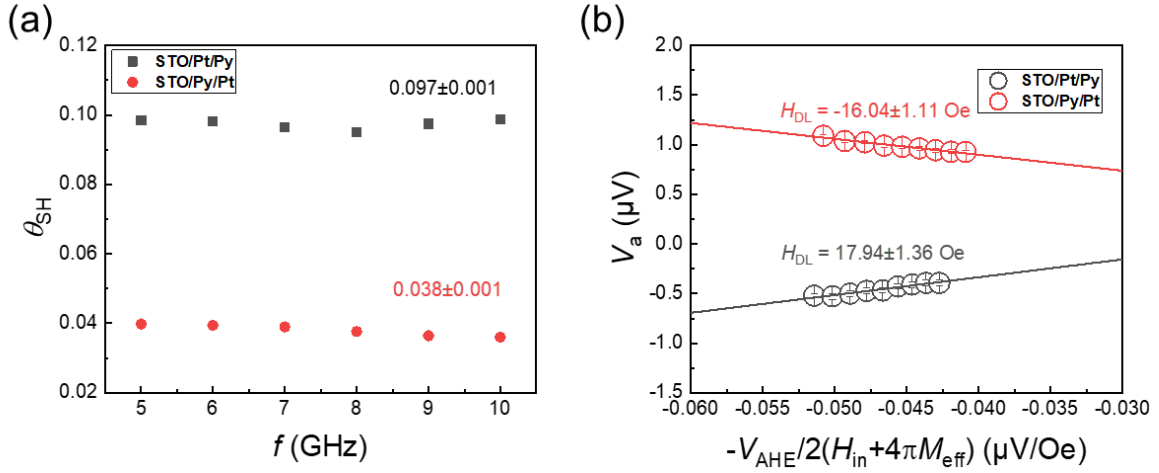 (a)
0.12
0.10
0.08
0.06
0.04
0.02
θSH
STO/Pt/Py
STO/Py/Pt
0.097±0.001
0.038±0.001
5 6 7 8 9 10
f (GHz)
(b)
2.0
1.5
1.0
0.5
0.0
-0.5
-1.0
-1.5
Va (µV)
STO/Pt/Py
STO/Py/Pt
HDL = -16.04±1.11 Oe
HDL = 17.94±1.36 Oe
-0.060 -0.055 -0.050 -0.045 -0.040 -0.035 -0.030
-VAHE/2(Hin+4πMeff) (µV/Oe)